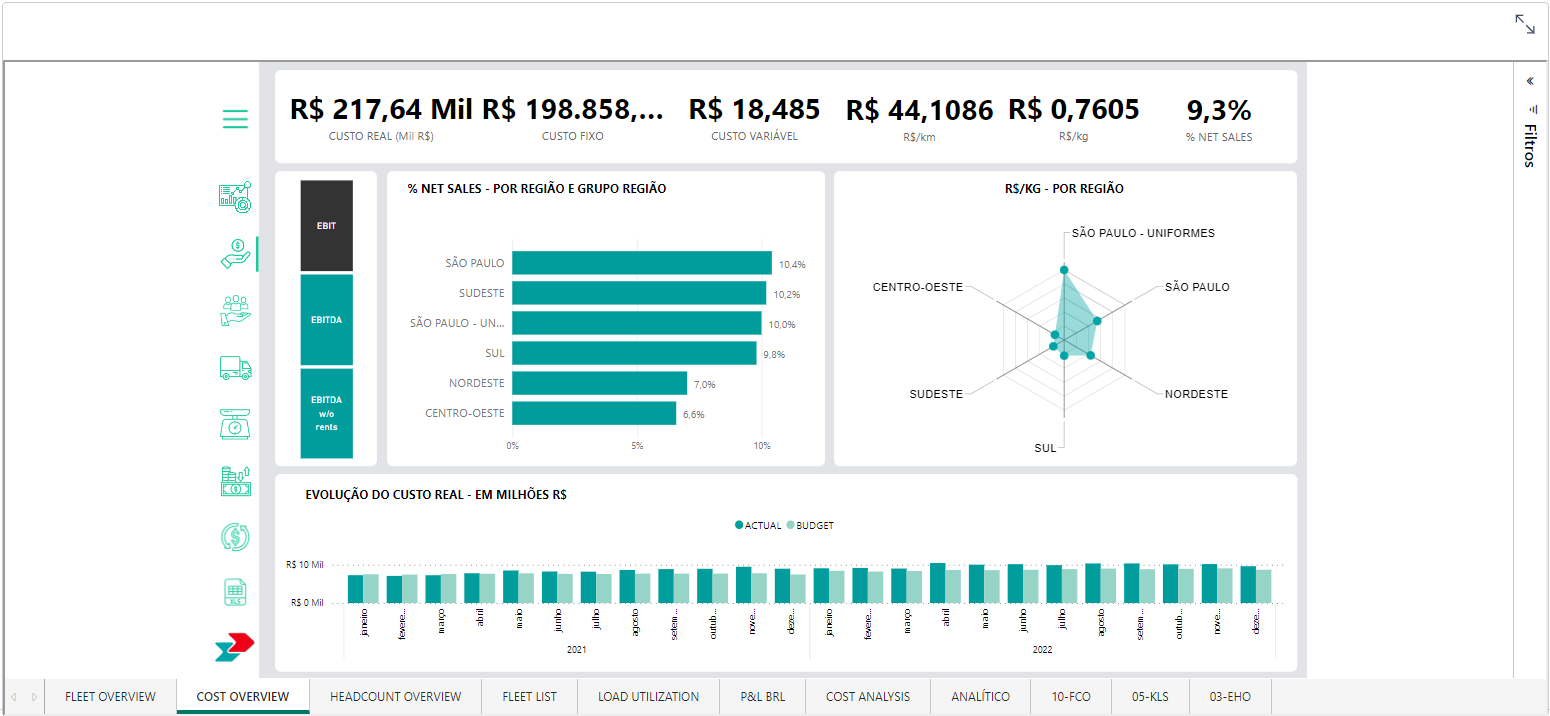 R$ 217,64 Mil
CUSTO REAL (Mil R$)
R$ 198.858,...
CUSTO FIXO
R$ 18,485
CUSTO VARIÁVEL
R$ 44,1086
R$/km
R$ 0,7605
R$/kg
9,3%
% NET SALES
Filtros
EBIT
EBITDA
EBITDA
w/o
rents
% NET SALES - POR REGIÃO E GRUPO REGIÃO
SÃO PAULO 10,4%
SUDESTE 10,2%
SÃO PAULO - UN... 10,0%
SUL 9,8%
NORDESTE 7,0%
CENTRO-OESTE 6,6%
0% 5% 10%
R$/KG - POR REGIÃO
SÃO PAULO - UNIFORMES
CENTRO-OESTE
SÃO PAULO
SUDESTE
NORDESTE
SUL
EVOLUÇÃO DO CUSTO REAL - EM MILHÕES R$
ACTUAL BUDGET
R$ 10 Mil
R$ 0 Mil
janeiro
fevere...
março
abril
maio
junho
julho
agosto
setem...
outub...
nove...
deze...
janeiro
fevere...
março
abril
maio
junho
julho
agosto
setem...
outub...
nove...
deze...
2021 2022
XLS
FLEET OVERVIEW COST OVERVIEW HEADCOUNT OVERVIEW FLEET LIST LOAD UTILIZATION P&L BRL COST ANALYSIS ANALÍTICO 10-FCO 05-KLS 03-EHO